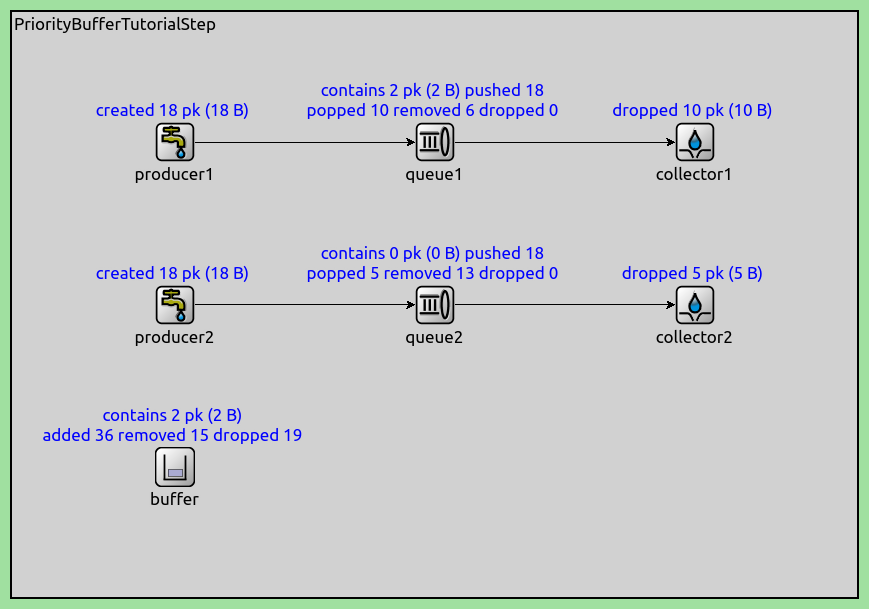 PriorityBufferTutorialStep
contains 2 pk (2 B) pushed 18
created 18 pk (18 B)
popped 10 removed 6 dropped 0
dropped 10 pk (10 B)
producer1
queue1
collector1
contains 0 pk (0 B) pushed 18
created 18 pk (18 B)
popped 5 removed 13 dropped 0
dropped 5 pk (5 B)
producer2
queue2
collector2
contains 2 pk (2 B)
added 36 removed 15 dropped 19
buffer